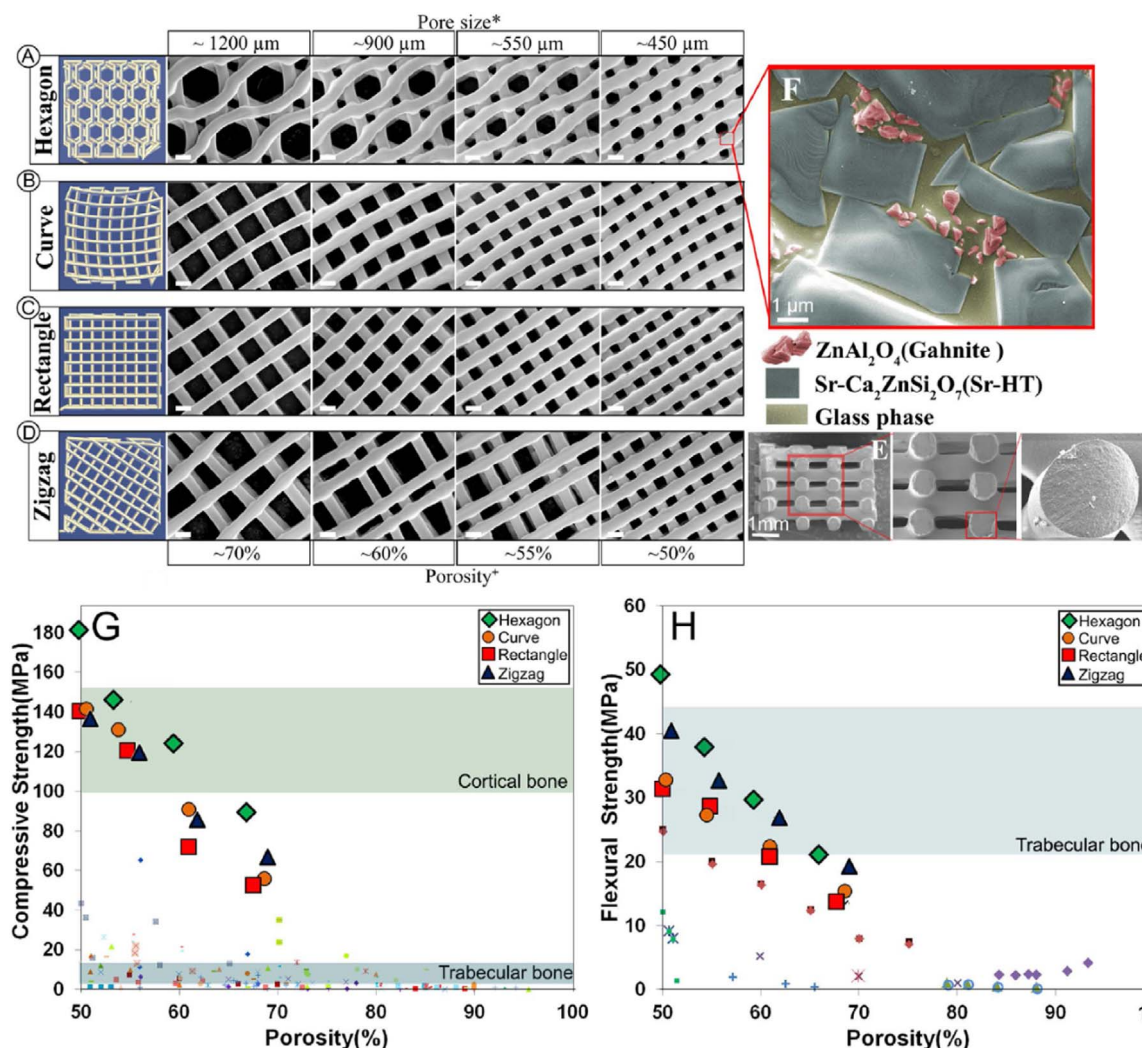 Pore size*
~ 1200 µm
~900 µm
~550 µm
~450 µm
A
Hexagon
B
Curve
C
Rectangle
D
Zigzag
~70%
~60%
~55%
~50%
Porosity⁺
F
1 µm
ZnAl₂O₄(Gahnite )
Sr-Ca₂ZnSi₂O₇(Sr-HT)
Glass phase
E
1mm
G
Hexagon
Curve
Rectangle
Zigzag
Compressive Strength(MPa)
180
160
140
120
100
80
60
40
20
0
Cortical bone
Trabecular bone
50
60
70
80
90
100
Porosity(%)
H
Hexagon
Curve
Rectangle
Zigzag
Flexural Strength(MPa)
60
50
40
30
20
10
0
Trabecular bone
50
60
70
80
90
Porosity(%)